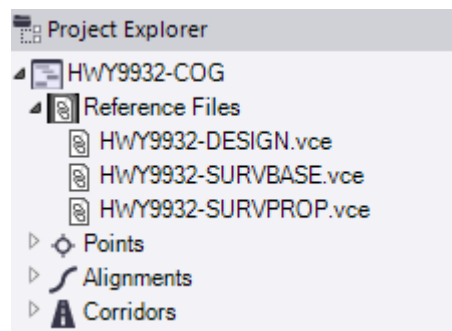 Project Explorer
HWY9932-COG
Reference Files
HWY9932-DESIGN.vce
HWY9932-SURVBASE.vce
HWY9932-SURVPROP.vce
Points
Alignments
Corridors